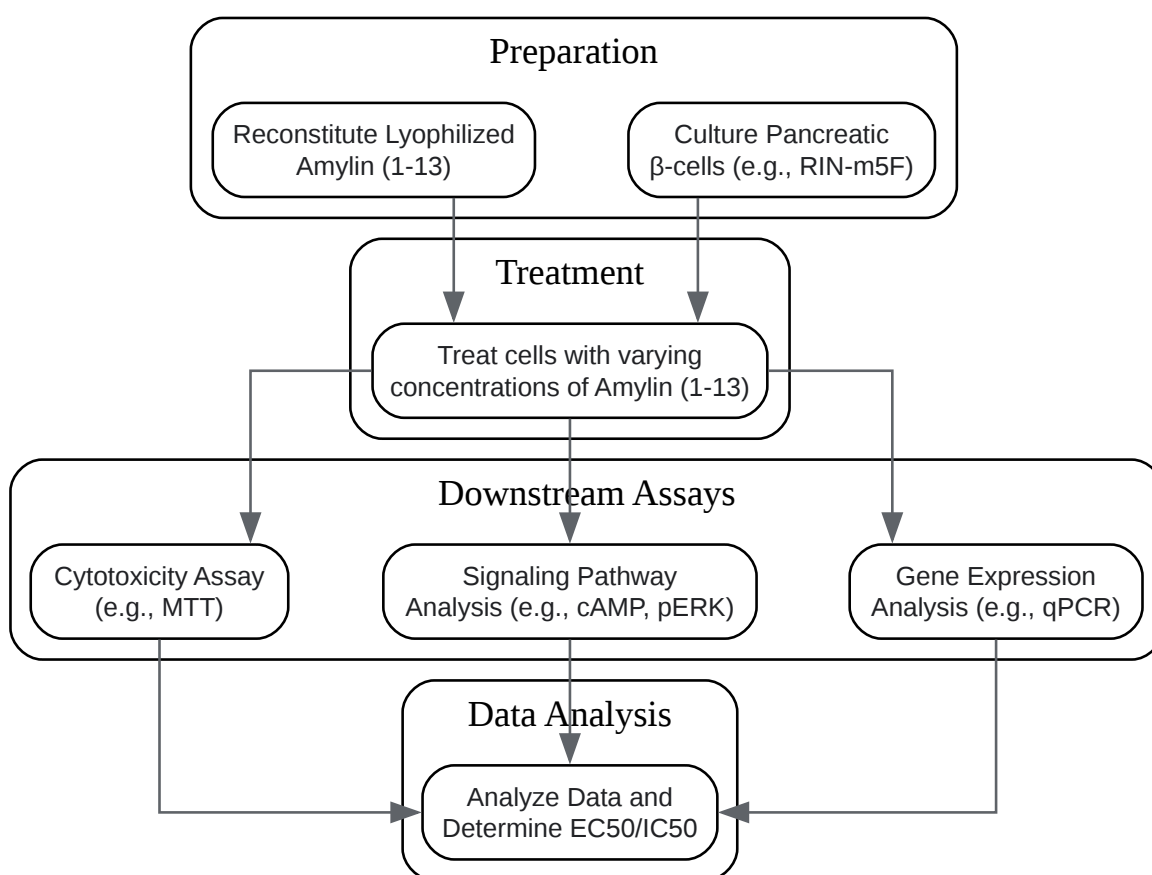 Preparation
Reconstitute Lyophilized
Amylin (1-13)
Culture Pancreatic
β-cells (e.g., RIN-m5F)
Treatment
Treat cells with varying
concentrations of Amylin (1-13)
Downstream Assays
Cytotoxicity Assay
(e.g., MTT)
Signaling Pathway
Analysis (e.g., cAMP, pERK)
Gene Expression
Analysis (e.g., qPCR)
Data Analysis
Analyze Data and
Determine EC50/IC50